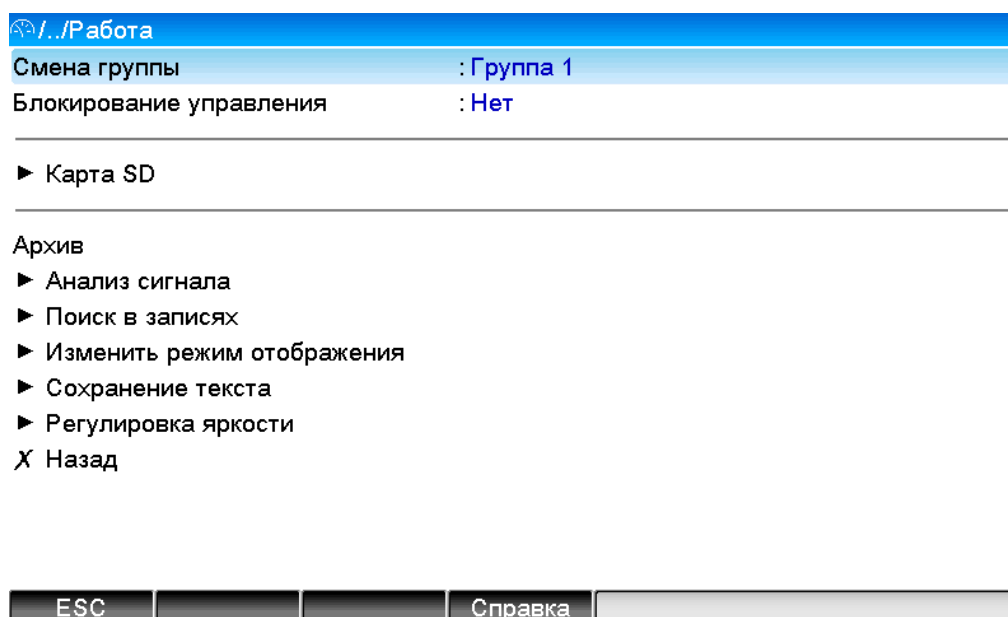 /../Работа
Смена группы : Группа 1
Блокирование управления : Нет
► Карта SD
Архив
► Анализ сигнала
► Поиск в записях
► Изменить режим отображения
► Сохранение текста
► Регулировка яркости
X Назад
ESC Справка